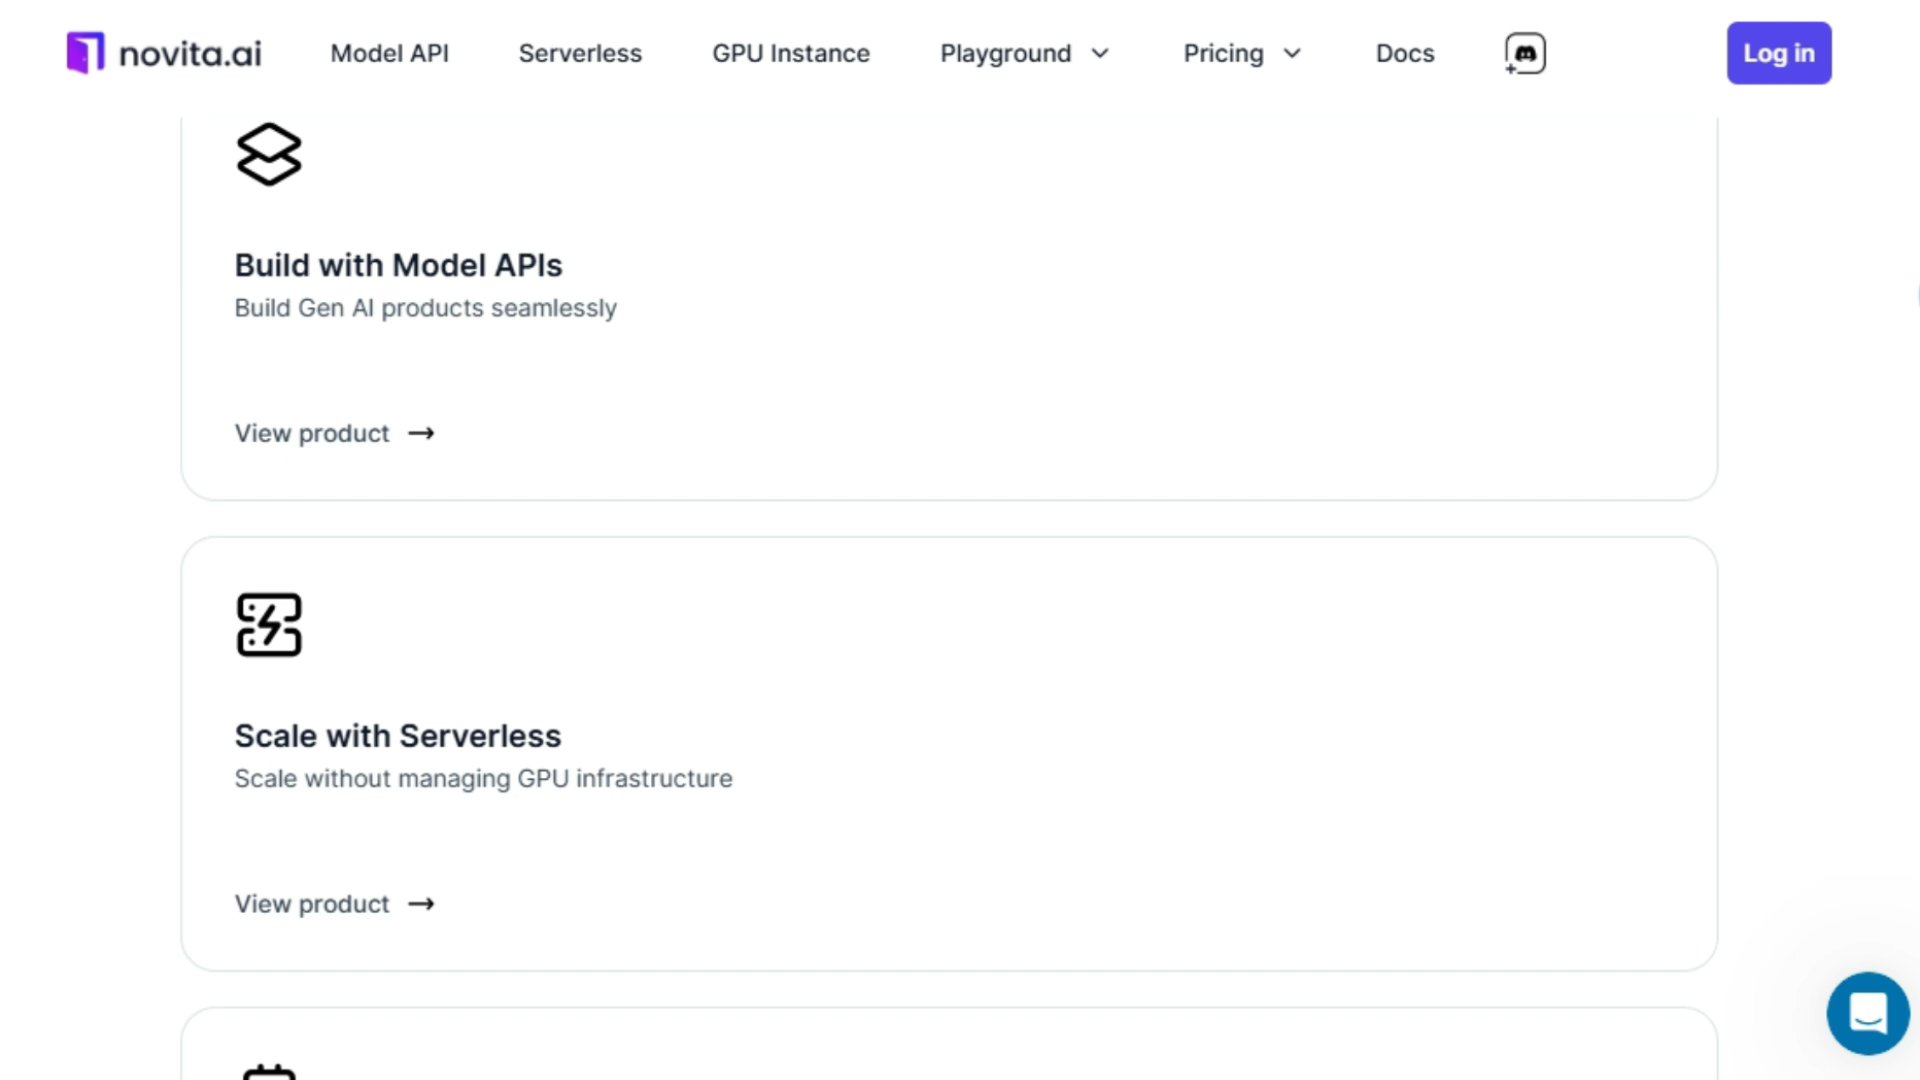 novita.ai
Model API
Serverless
GPU Instance
Playground
Pricing
Docs
Log in
Build with Model APIs
Build Gen AI products seamlessly
View product →
Scale with Serverless
Scale without managing GPU infrastructure
View product →